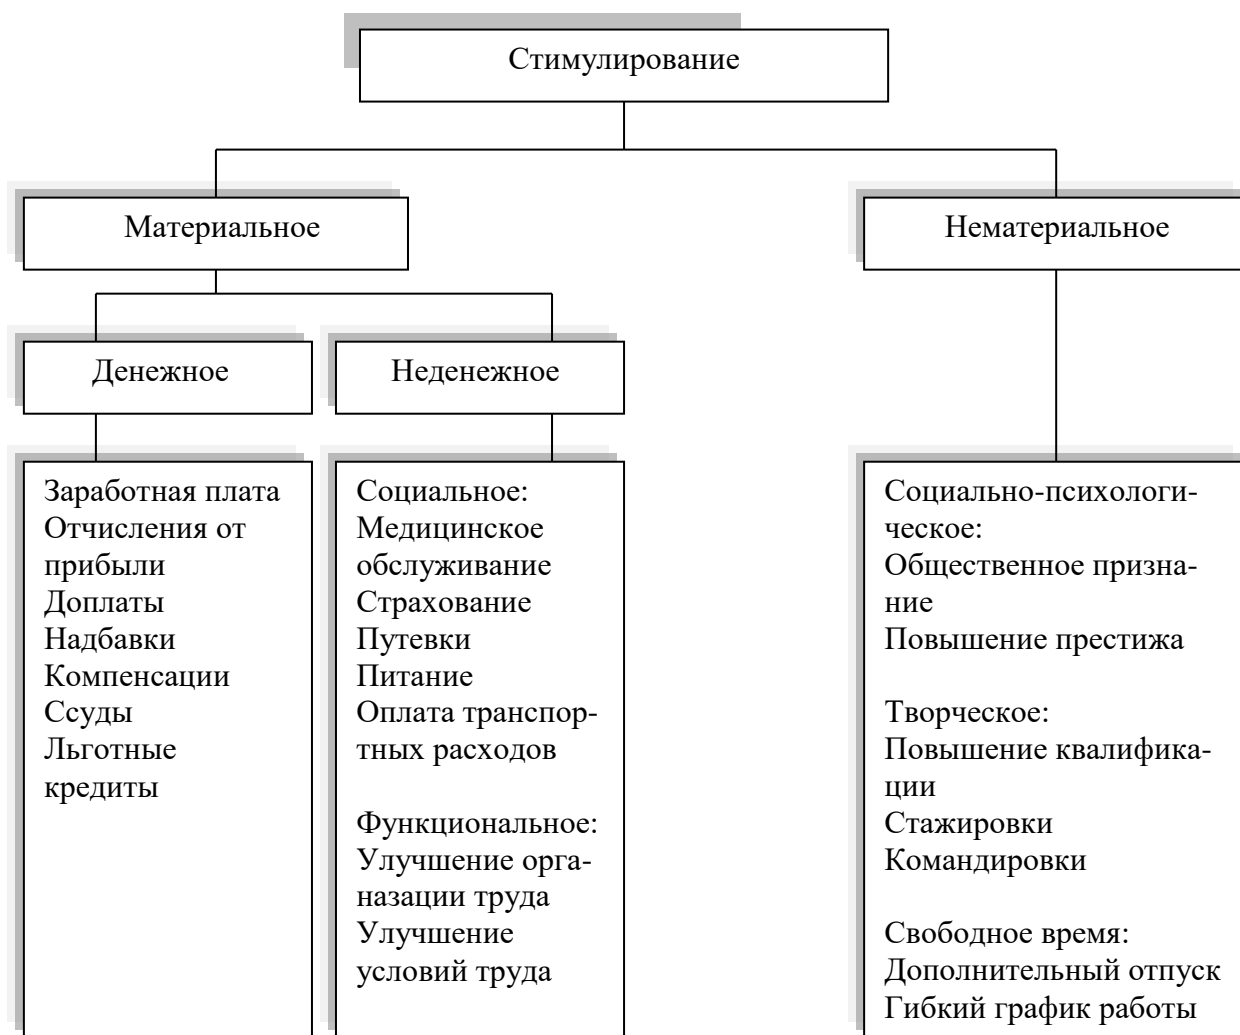 Стимулирование
Материальное
Нематериальное
Денежное
Неденежное
Заработная плата
Отчисления от
прибыли
Доплаты
Надбавки
Компенсации
Ссуды
Льготные
кредиты
Социальное:
Медицинское
обслуживание
Страхование
Путевки
Питание
Оплата транспор-
тных расходов
Функциональное:
Улучшение орга-
назации труда
Улучшение
условий труда
Социально-психологи-
ческое:
Общественное призна-
ние
Повышение престижа
Творческое:
Повышение квалифика-
ции
Стажировки
Командировки
Свободное время:
Дополнительный отпуск
Гибкий график работы